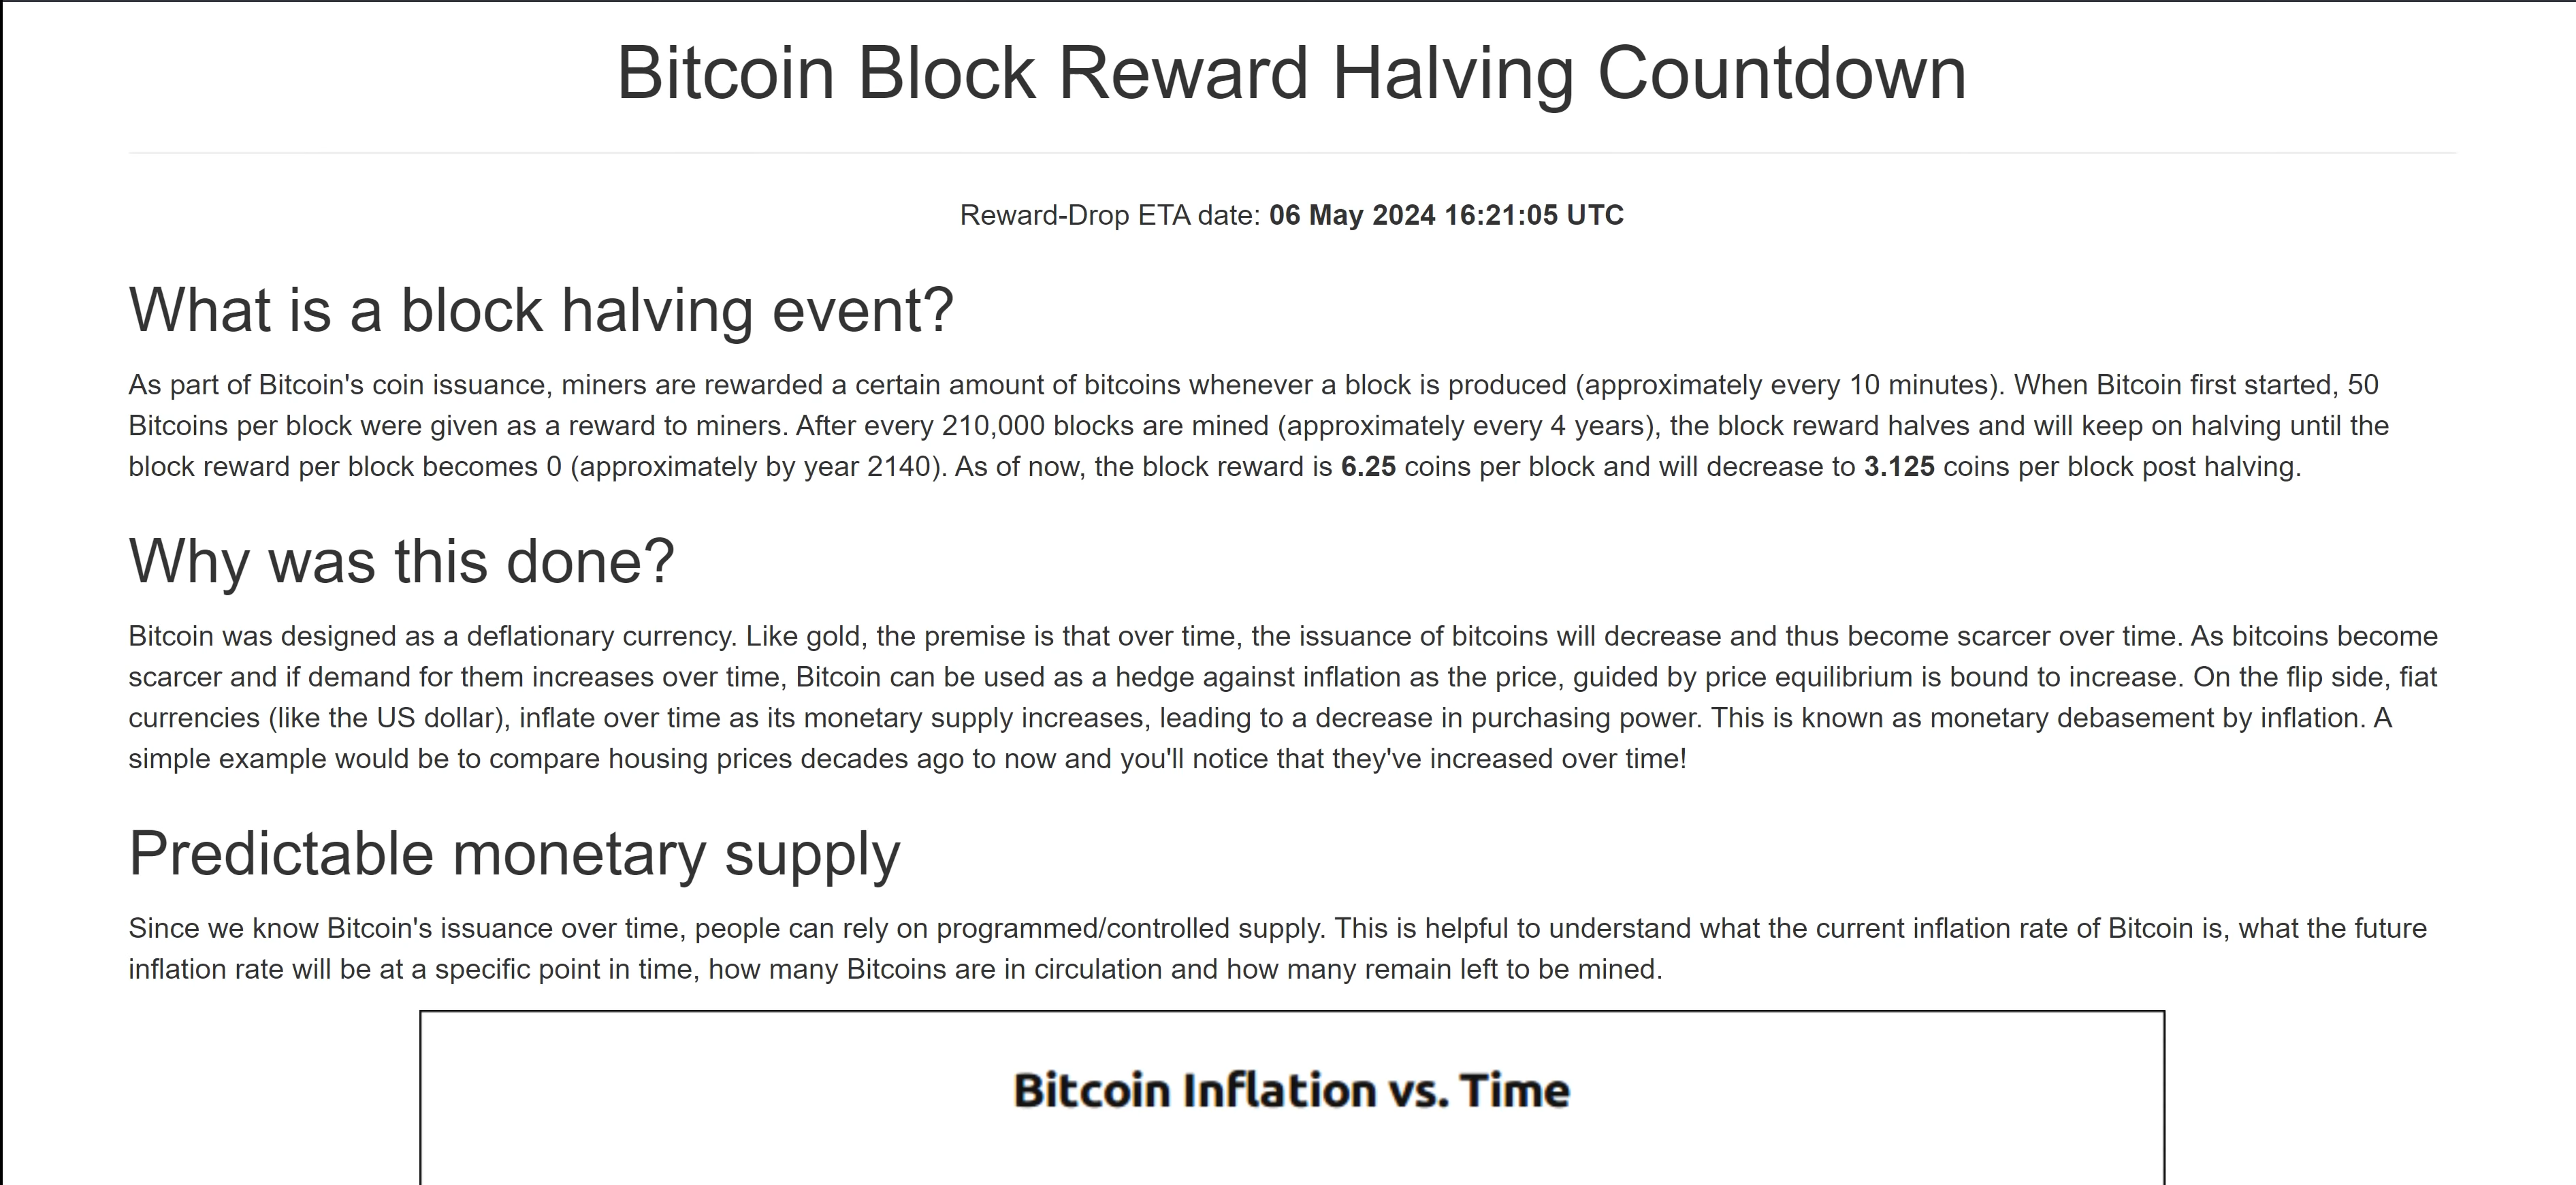 Bitcoin Block Reward Halving Countdown
Reward-Drop ETA date: 06 May 2024 16:21:05 UTC
What is a block halving event?
As part of Bitcoin's coin issuance, miners are rewarded a certain amount of bitcoins whenever a block is produced (approximately every 10 minutes). When Bitcoin first started, 50
Bitcoins per block were given as a reward to miners. After every 210,000 blocks are mined (approximately every 4 years), the block reward halves and will keep on halving until the
block reward per block becomes 0 (approximately by year 2140). As of now, the block reward is 6.25 coins per block and will decrease to 3.125 coins per block post halving.
Why was this done?
Bitcoin was designed as a deflationary currency. Like gold, the premise is that over time, the issuance of bitcoins will decrease and thus become scarcer over time. As bitcoins become
scarcer and if demand for them increases over time, Bitcoin can be used as a hedge against inflation as the price, guided by price equilibrium is bound to increase. On the flip side, fiat
currencies (like the US dollar), inflate over time as its monetary supply increases, leading to a decrease in purchasing power. This is known as monetary debasement by inflation. A
simple example would be to compare housing prices decades ago to now and you'll notice that they've increased over time!
Predictable monetary supply
Since we know Bitcoin's issuance over time, people can rely on programmed/controlled supply. This is helpful to understand what the current inflation rate of Bitcoin is, what the future
inflation rate will be at a specific point in time, how many Bitcoins are in circulation and how many remain left to be mined.
Bitcoin Inflation vs. Time